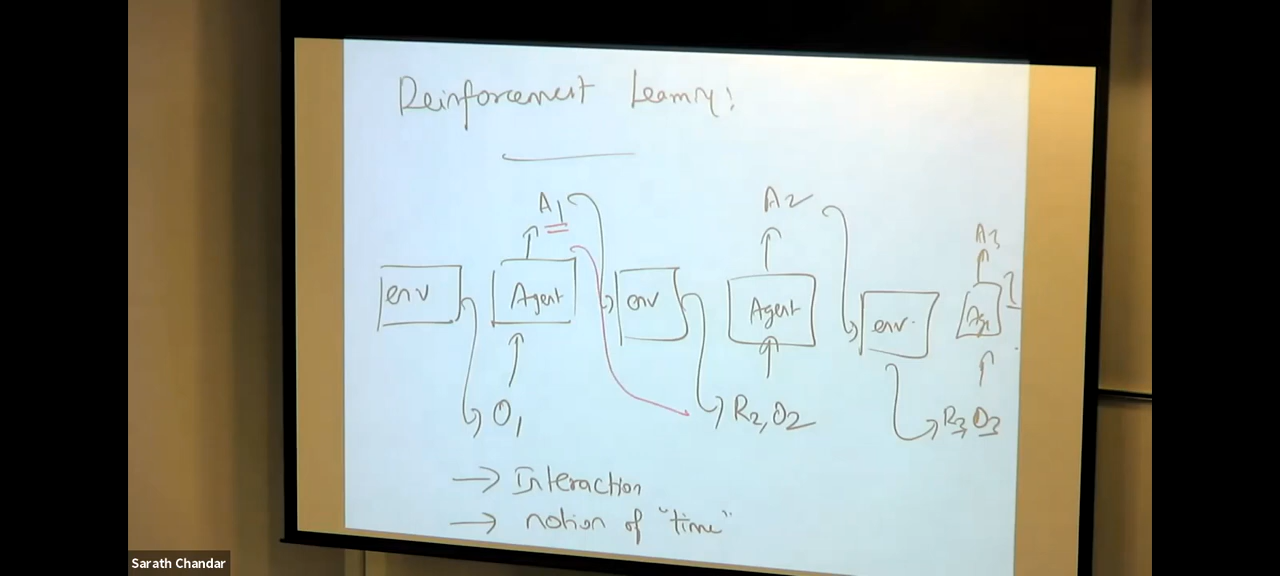 Reinforcement Learning:
A1 A2
A3
env Agent env Agent env. Ag
O1 R2, O2 R3, O3
→ Interaction
→ notion of "time"
Sarath Chandar